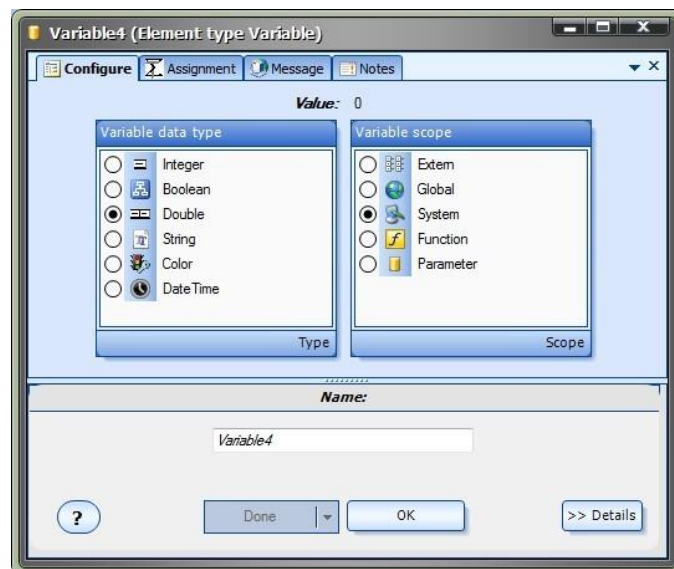 Variable4 (Element type Variable)
Configure Assignment Message Notes
Value: 0
Variable data type
Integer
Boolean
Double
String
Color
DateTime
Type
Variable scope
Extern
Global
System
Function
Parameter
Scope
Name:
Variable4
? Done OK >> Details